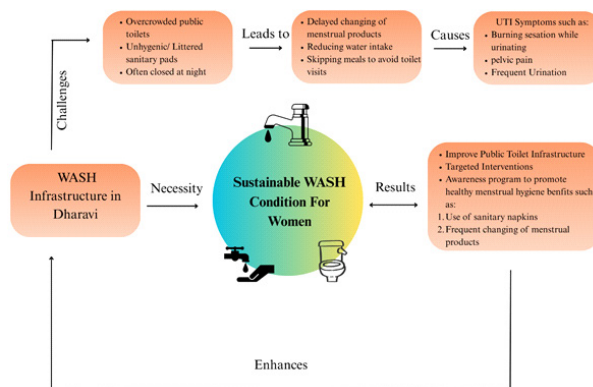 Overcrowded public
toilets
Unhygenic/ Littered
sanitary pads
Often closed at night
Leads to
Delayed changing of
menstrual products
Reducing water intake
Skipping meals to avoid toilet
visits
Causes
UTI Symptoms such as:
Burning sesation while
urinating
pelvic pain
Frequent Urination
Challenges
WASH
Infrastructure in
Dharavi
Necessity
Sustainable WASH
Condition For
Women
Results
Improve Public Toilet Infrastructure
Targeted Interventions
Awareness program to promote
healthy menstrual hygiene benfits such
as:
1. Use of sanitary napkins
2. Frequent changing of menstrual
products
Enhances